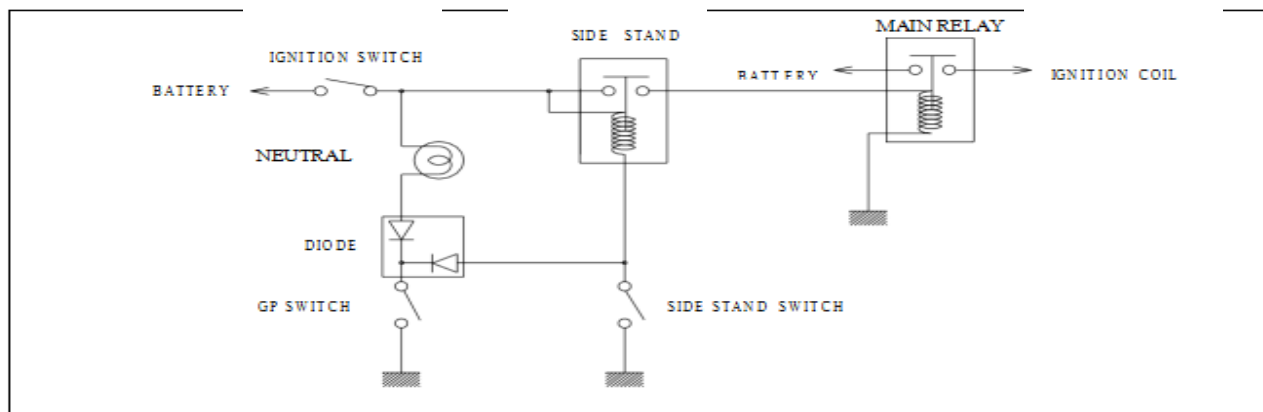 MAIN RELAY
SIDE STAND
IGNITION SWITCH
BATTERY
IGNITION COIL
BATTERY
NEUTRAL
DIODE
GP SWITCH
SIDE STAND SWITCH